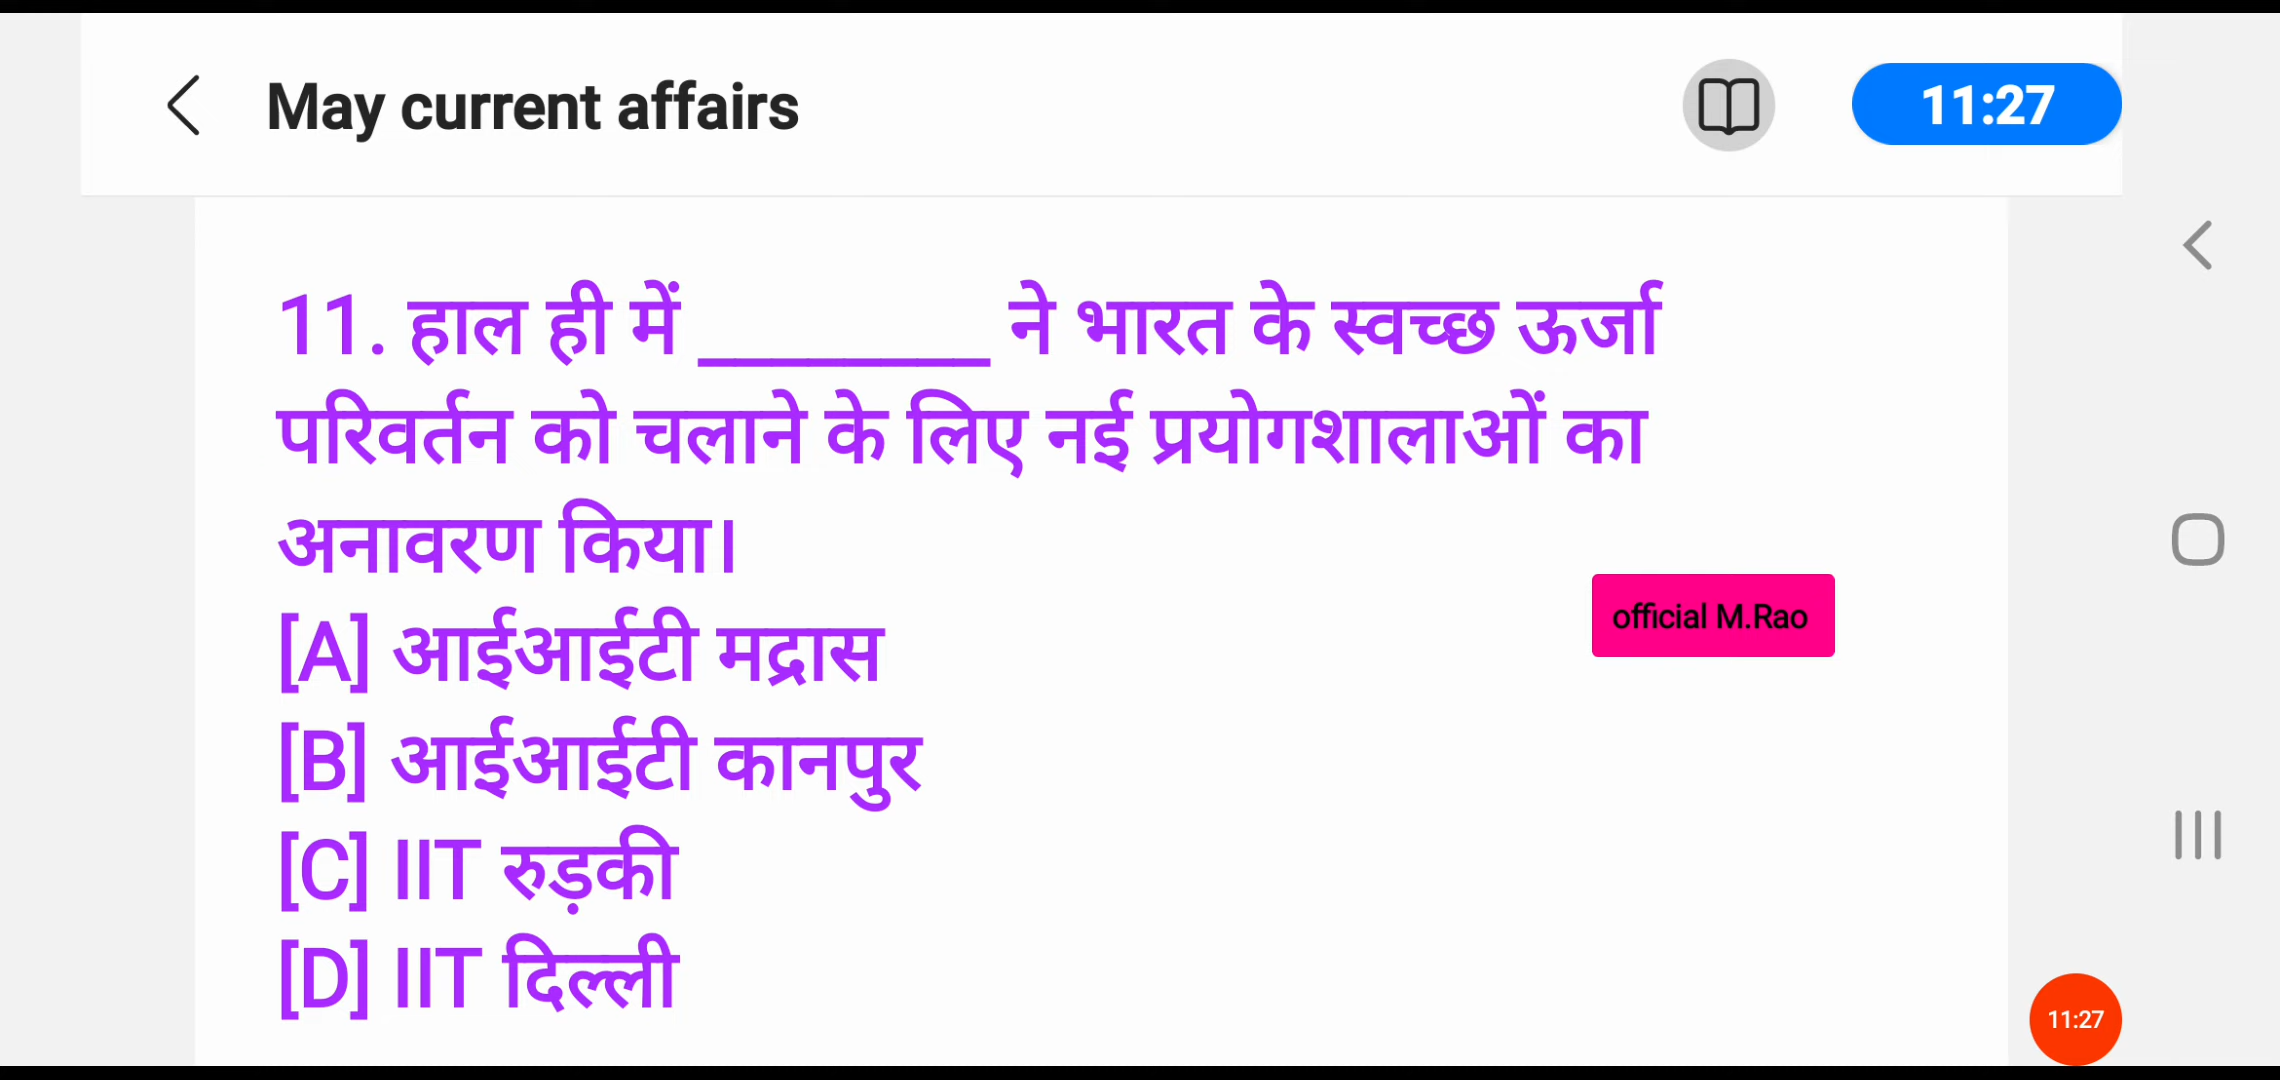 May current affairs
11:27
11. हाल ही में ________ ने भारत के स्वच्छ ऊर्जा
परिवर्तन को चलाने के लिए नई प्रयोगशालाओं का
अनावरण किया।
official M.Rao
[A] आईआईटी मद्रास
[B] आईआईटी कानपुर
[C] IIT रुड़की
[D] IIT दिल्ली
11:27